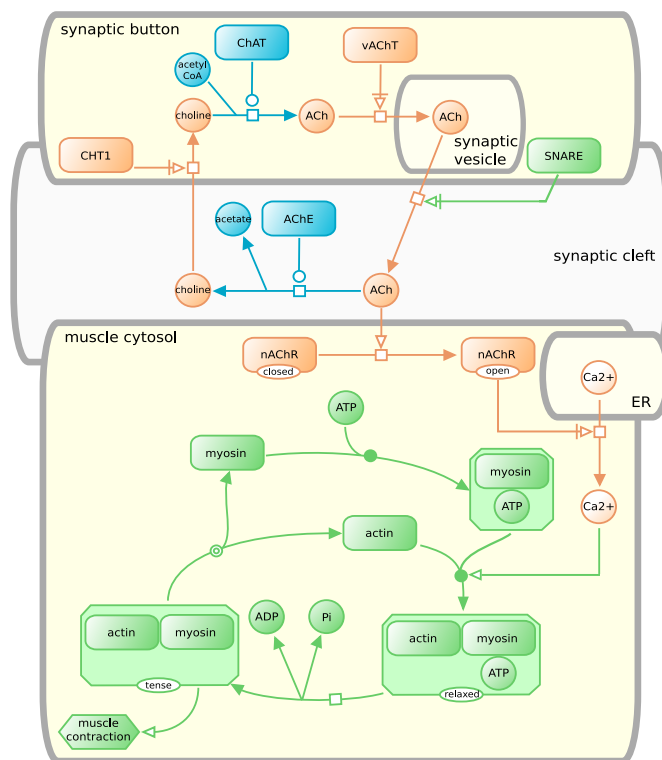 synaptic button
ChAT
vAChT
acetyl
CoA
choline
ACh
ACh
synaptic
vesicle
CHT1
SNARE
acetate
AChE
synaptic cleft
choline
ACh
muscle cytosol
nAChR
closed
nAChR
open
Ca2+
ER
ATP
myosin
myosin
ATP
Ca2+
actin
ADP
Pi
actin
myosin
tense
actin
myosin
ATP
relaxed
muscle
contraction